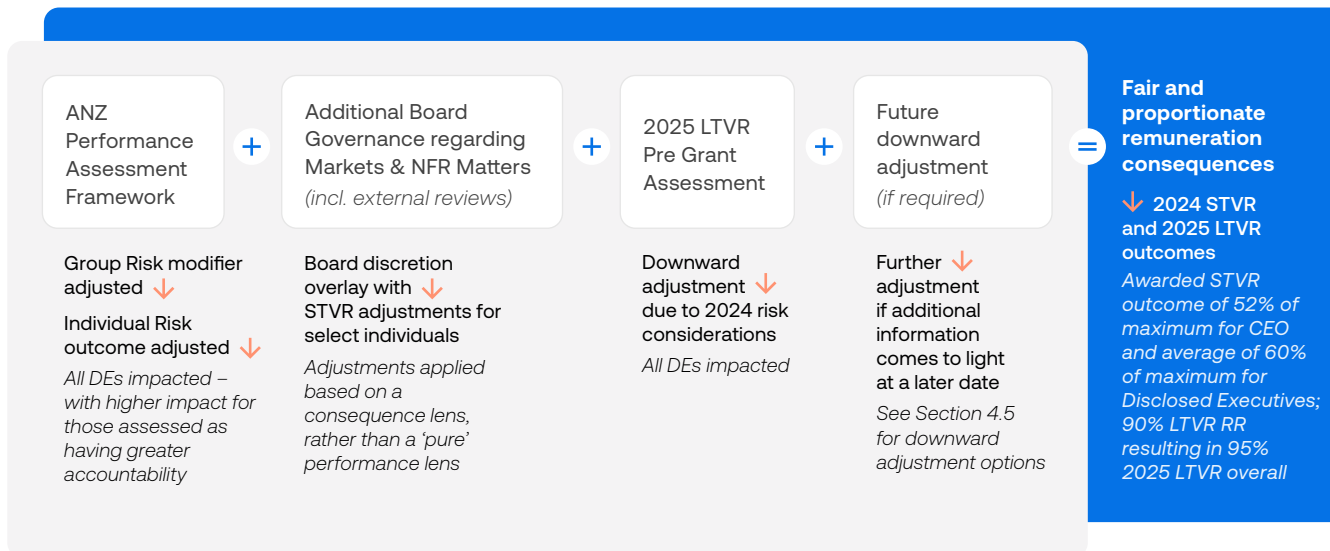 ANZ
Performance
Assessment
Framework
+
Additional Board
Governance regarding
Markets & NFR Matters
(incl. external reviews)
+
2025 LTVR
Pre Grant
Assessment
+
Future
downward
adjustment
(if required)
=
Group Risk modifier
adjusted ↓
Individual Risk
outcome adjusted ↓
All DEs impacted –
with higher impact for
those assessed as
having greater
accountability
Board discretion
overlay with ↓
STVR adjustments for
select individuals
Adjustments applied
based on a
consequence lens,
rather than a ‘pure’
performance lens
Downward
adjustment ↓
due to 2024 risk
considerations
All DEs impacted
Further ↓
adjustment
if additional
information
comes to light
at a later date
See Section 4.5
for downward
adjustment options
Fair and
proportionate
remuneration
consequences
↓ 2024 STVR
and 2025 LTVR
outcomes
Awarded STVR
outcome of 52% of
maximum for CEO
and average of 60%
of maximum for
Disclosed Executives;
90% LTVR RR
resulting in 95%
2025 LTVR overall